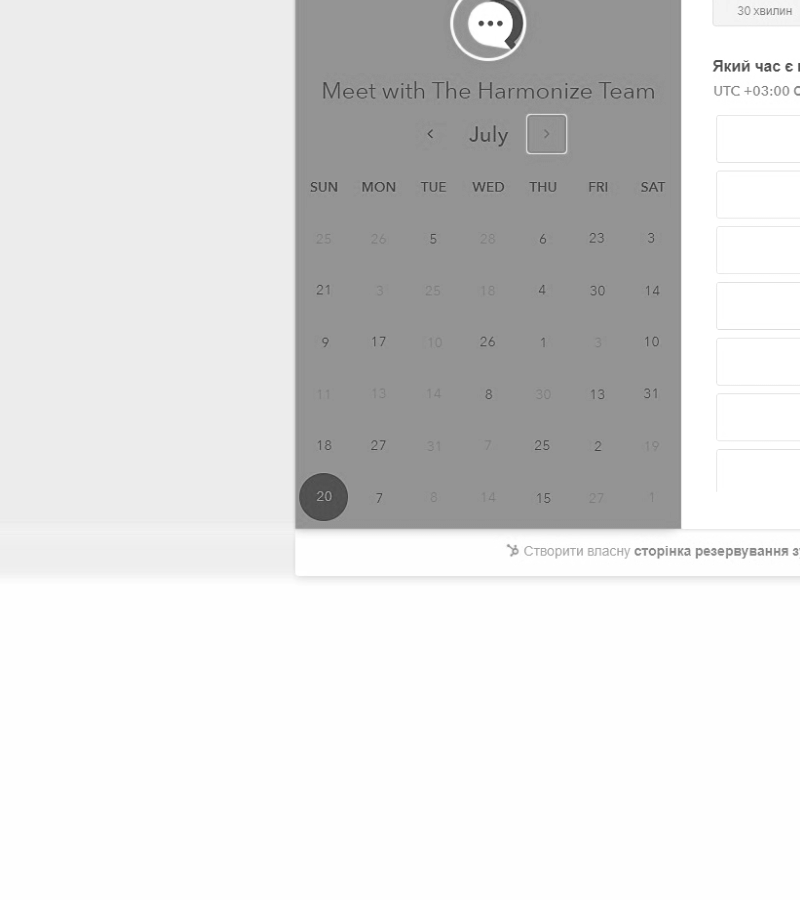 30 хвилин
Meet with The Harmonize Team
July
SUN MON TUE WED THU FRI SAT
25 26 5 28 6 23 3
21 3 25 18 4 30 14
9 17 10 26 1 3 10
11 13 14 8 30 13 31
18 27 31 7 25 2 19
20 7 8 14 15 27 1
Який час є
UTC +03:00
Створити власну сторінка резервування